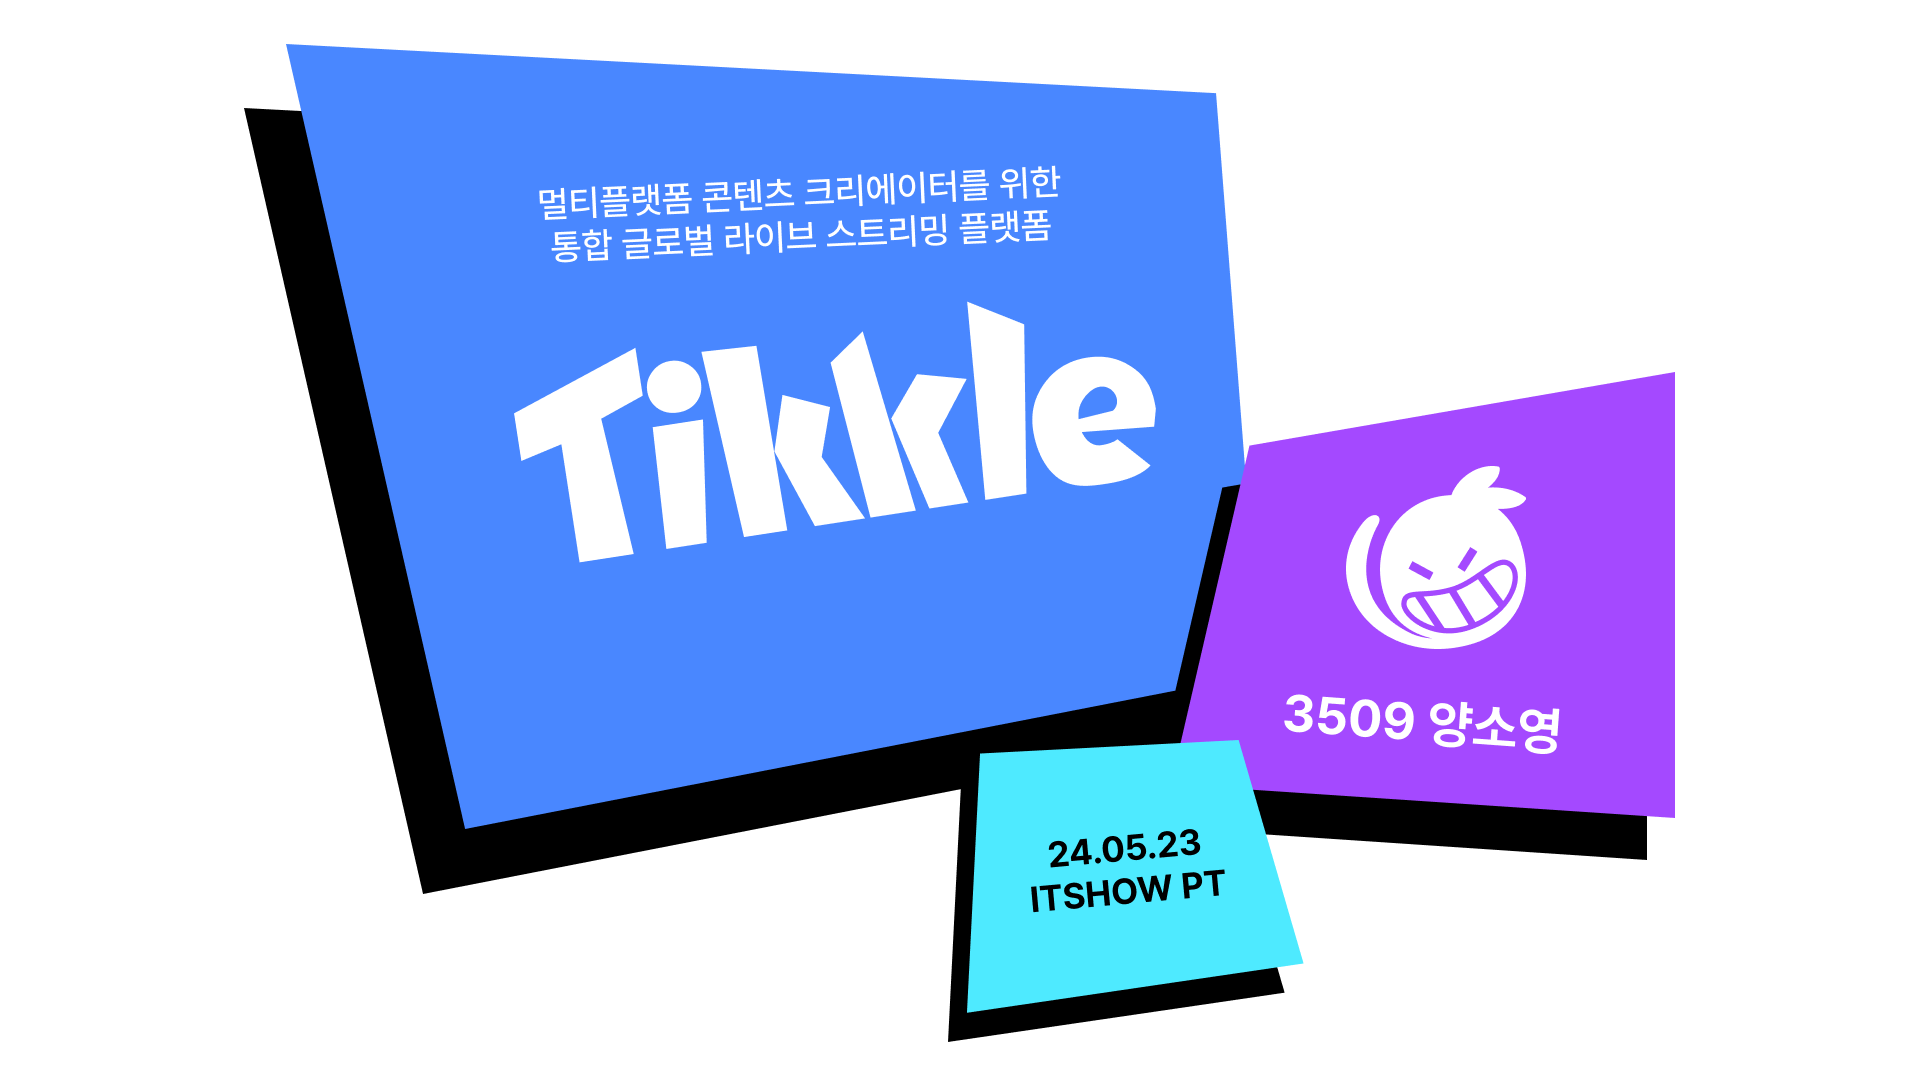 멀티플랫폼 콘텐츠 크리에이터를 위한
통합 글로벌 라이브 스트리밍 플랫폼
Tikkle
3509 양소영
24.05.23
ITSHOW PT